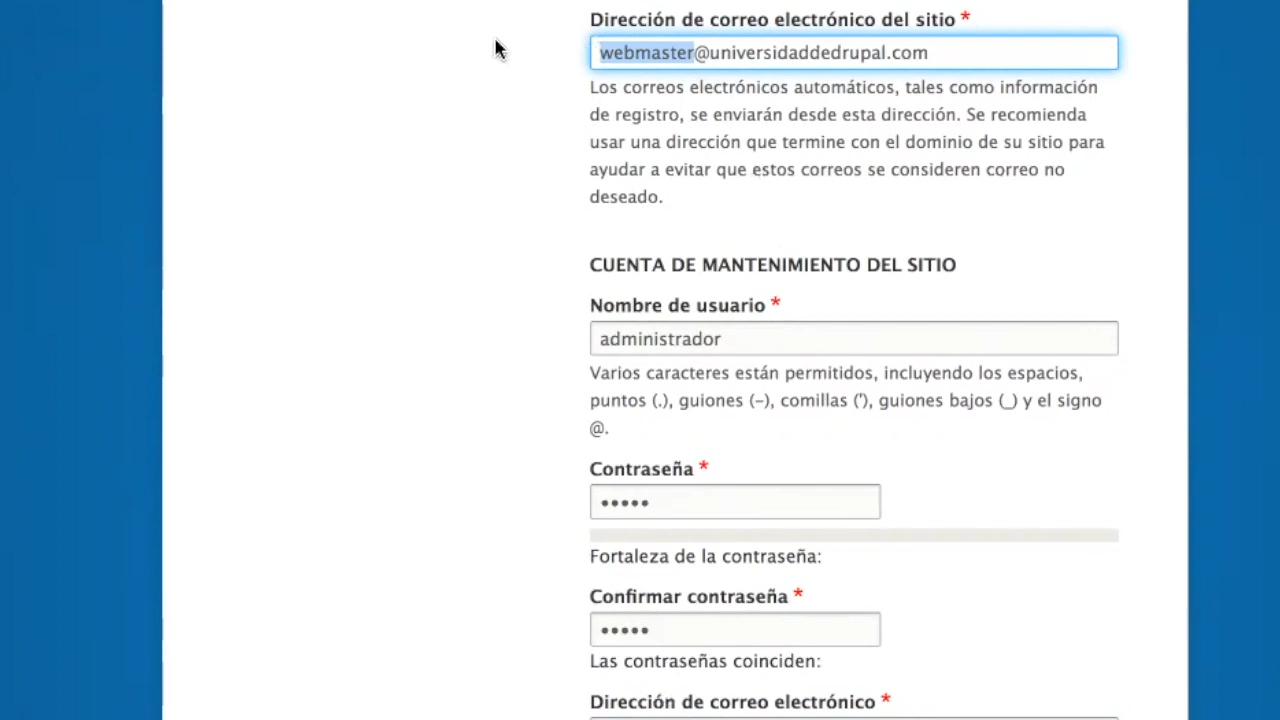 Dirección de correo electrónico del sitio *
webmaster@universidaddedrupal.com
Los correos electrónicos automáticos, tales como información
de registro, se enviarán desde esta dirección. Se recomienda
usar una dirección que termine con el dominio de su sitio para
ayudar a evitar que estos correos se consideren correo no
deseado.
CUENTA DE MANTENIMIENTO DEL SITIO
Nombre de usuario *
administrador
Varios caracteres están permitidos, incluyendo los espacios,
puntos (.), guiones (-), comillas ('), guiones bajos (_) y el signo
@.
Contraseña *
•••••
Fortaleza de la contraseña:
Confirmar contraseña *
•••••
Las contraseñas coinciden:
Dirección de correo electrónico *